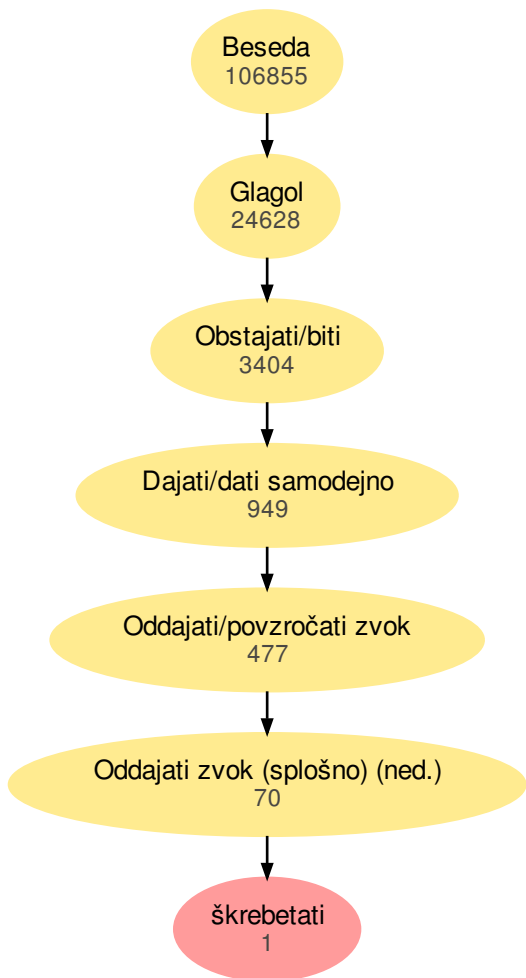 Beseda
106855
Glagol
24628
Obstajati/biti
3404
Dajati/dati samodejno
949
Oddajati/povzročati zvok
477
Oddajati zvok (splošno) (ned.)
70
škrebetati
1